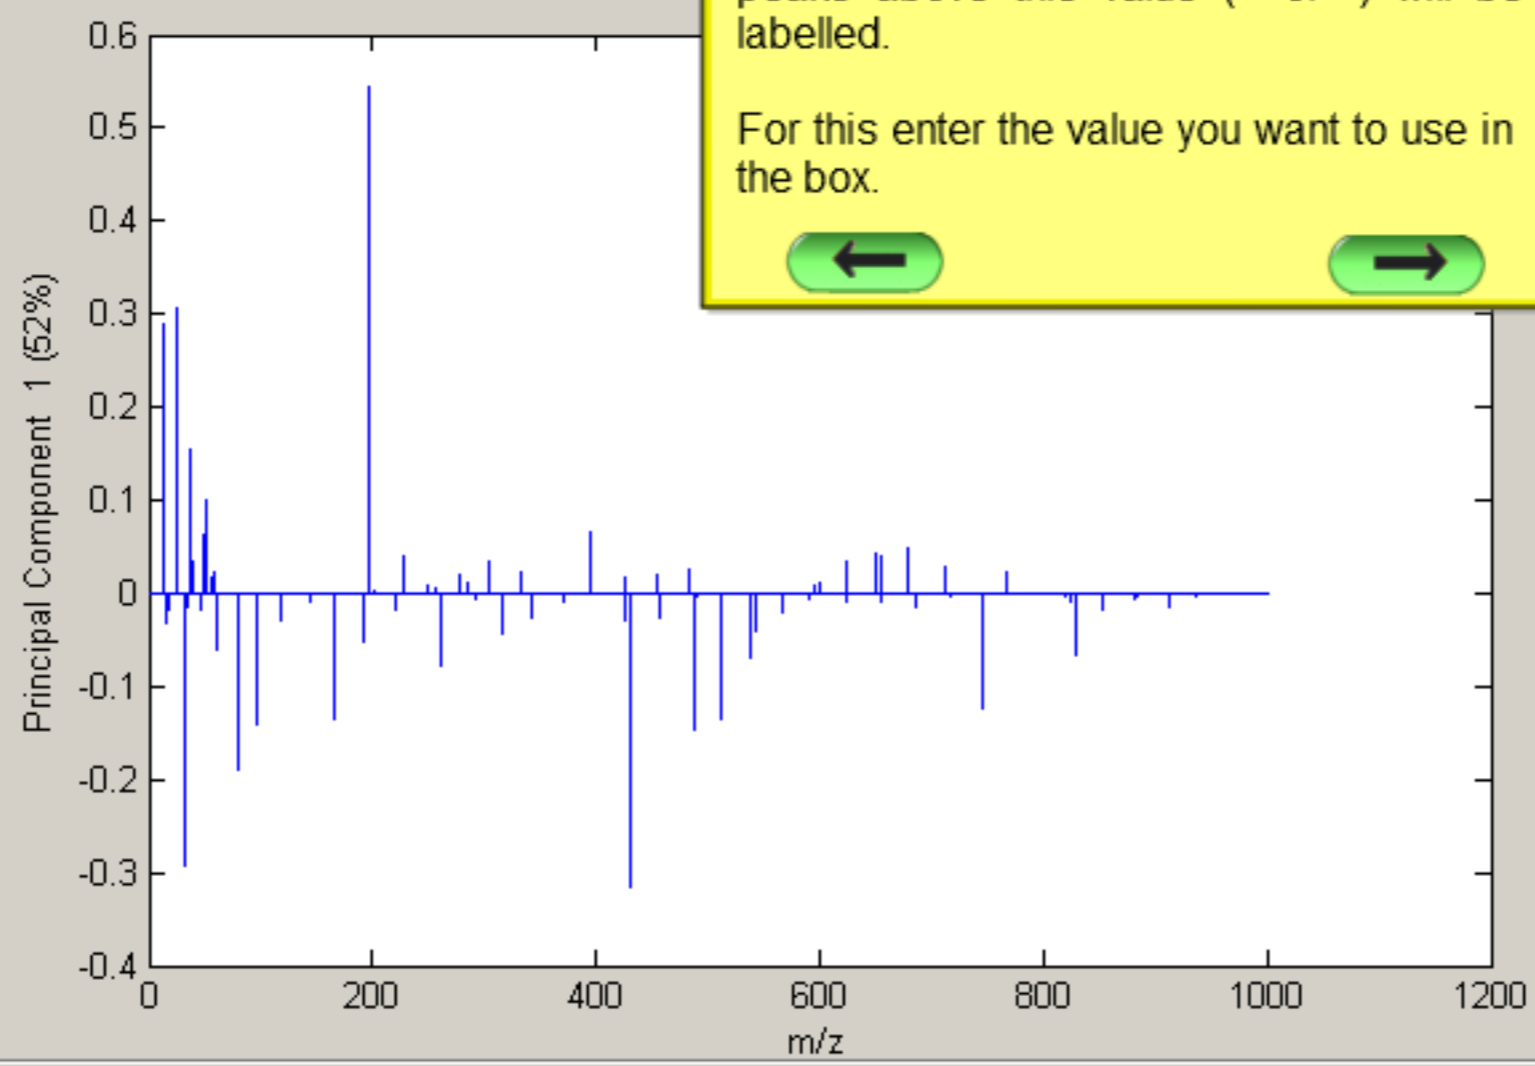 labelled.
For this enter the value you want to use in
the box.
0.6
0.5
0.4
0.3
0.2
0.1
0
-0.1
-0.2
-0.3
-0.4
Principal Component 1 (52%)
0 200 400 600 800 1000 1200
m/z